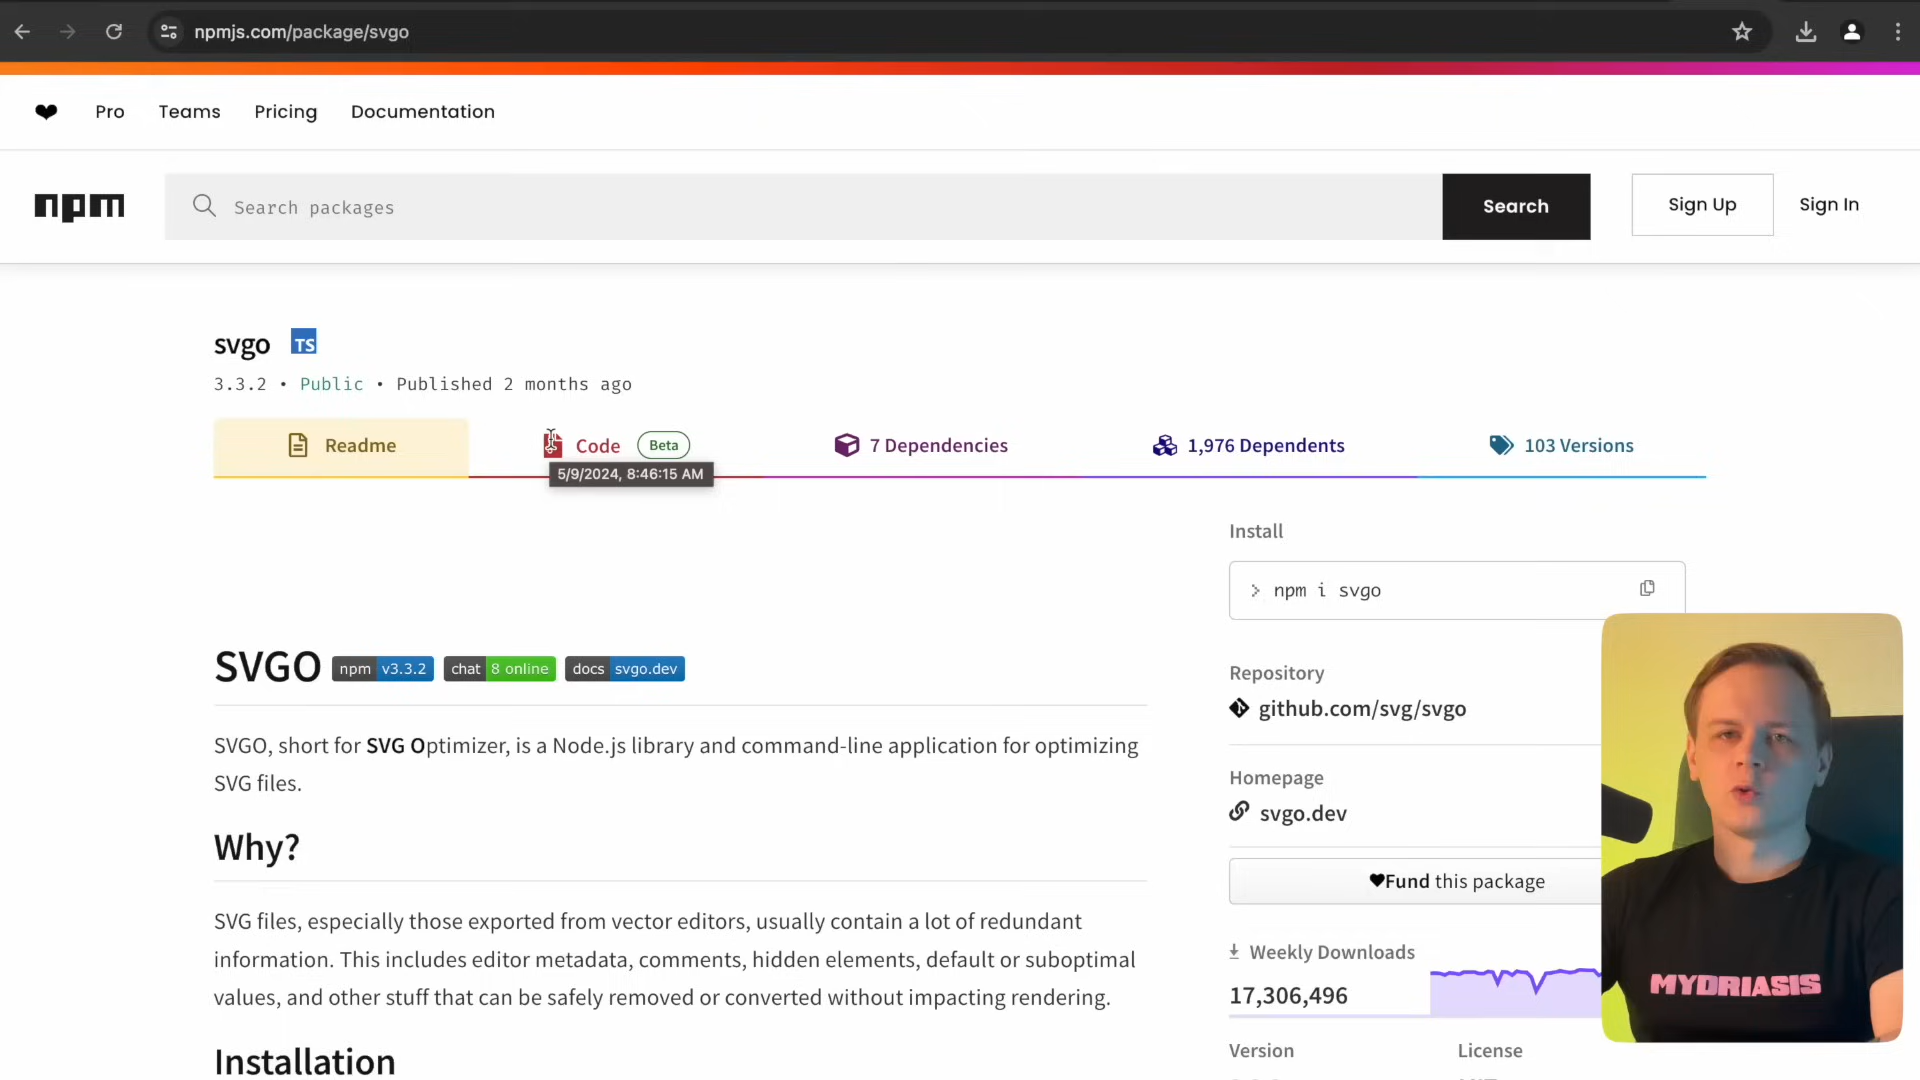 npmjs.com/package/svgo
Pro Teams Pricing Documentation
npm Search packages Search Sign Up Sign In
svgo TS
3.3.2 • Public • Published 2 months ago
Readme Code Beta 7 Dependencies 1,976 Dependents 103 Versions
5/9/2024, 8:46:15 AM
Install
> npm i svgo
SVGO npm v3.3.2 chat 8 online docs svgo.dev
SVGO, short for SVG Optimizer, is a Node.js library and command-line application for optimizing
SVG files.
Why?
SVG files, especially those exported from vector editors, usually contain a lot of redundant
information. This includes editor metadata, comments, hidden elements, default or suboptimal
values, and other stuff that can be safely removed or converted without impacting rendering.
Installation
Repository
github.com/svg/svgo
Homepage
svgo.dev
Fund this package
Weekly Downloads
17,306,496
Version License
MYDRIASIS